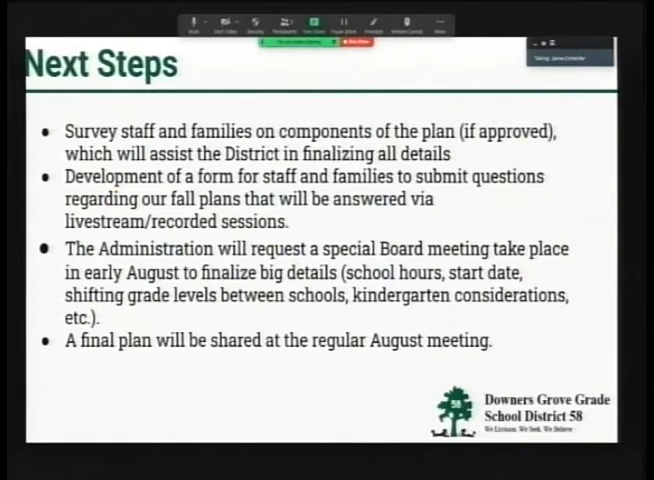 Next Steps
Survey staff and families on components of the plan (if approved),
which will assist the District in finalizing all details
Development of a form for staff and families to submit questions
regarding our fall plans that will be answered via
livestream/recorded sessions.
The Administration will request a special Board meeting take place
in early August to finalize big details (school hours, start date,
shifting grade levels between schools, kindergarten considerations,
etc.).
A final plan will be shared at the regular August meeting.
58
Downers Grove Grade
School District 58